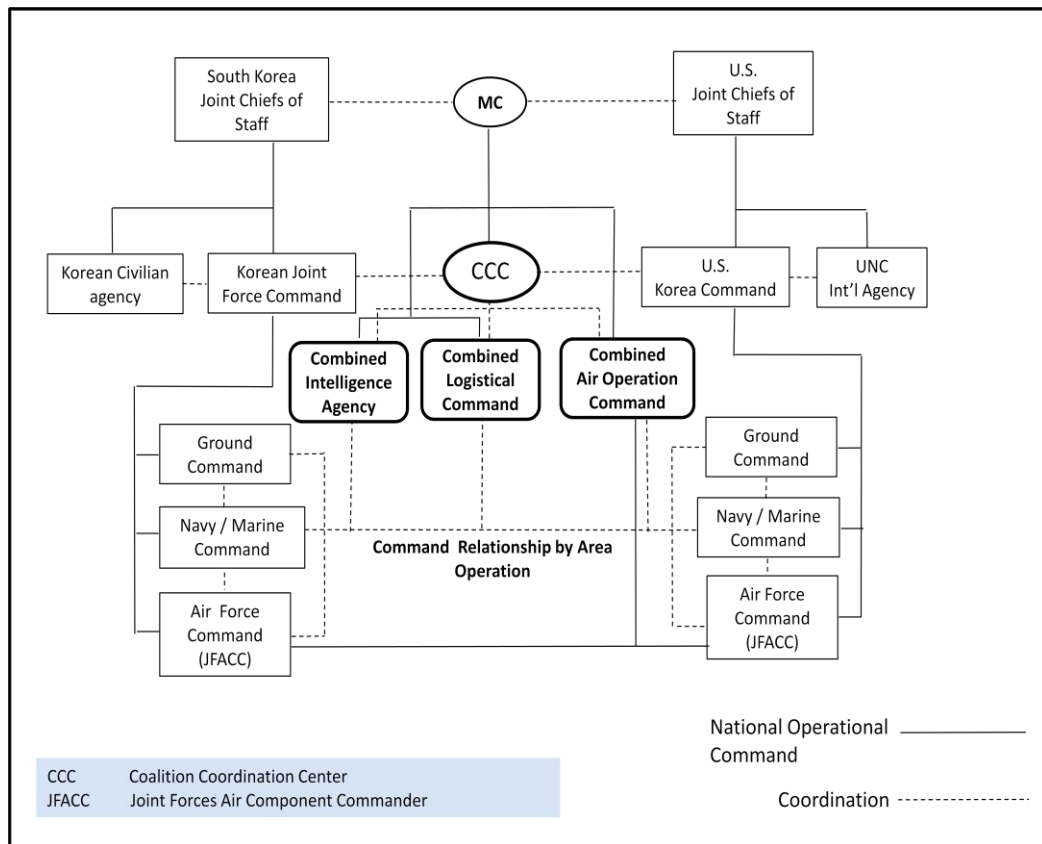 South Korea
Joint Chiefs of
Staff
MC
U.S.
Joint Chiefs of
Staff
Korean Civilian
agency
Korean Joint
Force Command
CCC
U.S.
Korea Command
UNC
Int’l Agency
Combined
Intelligence
Agency
Combined
Logistical
Command
Combined
Air Operation
Command
Ground
Command
Navy / Marine
Command
Air Force
Command
(JFACC)
Command Relationship by Area
Operation
Ground
Command
Navy / Marine
Command
Air Force
Command
(JFACC)
National Operational
Command
Coordination
CCC Coalition Coordination Center
JFACC Joint Forces Air Component Commander